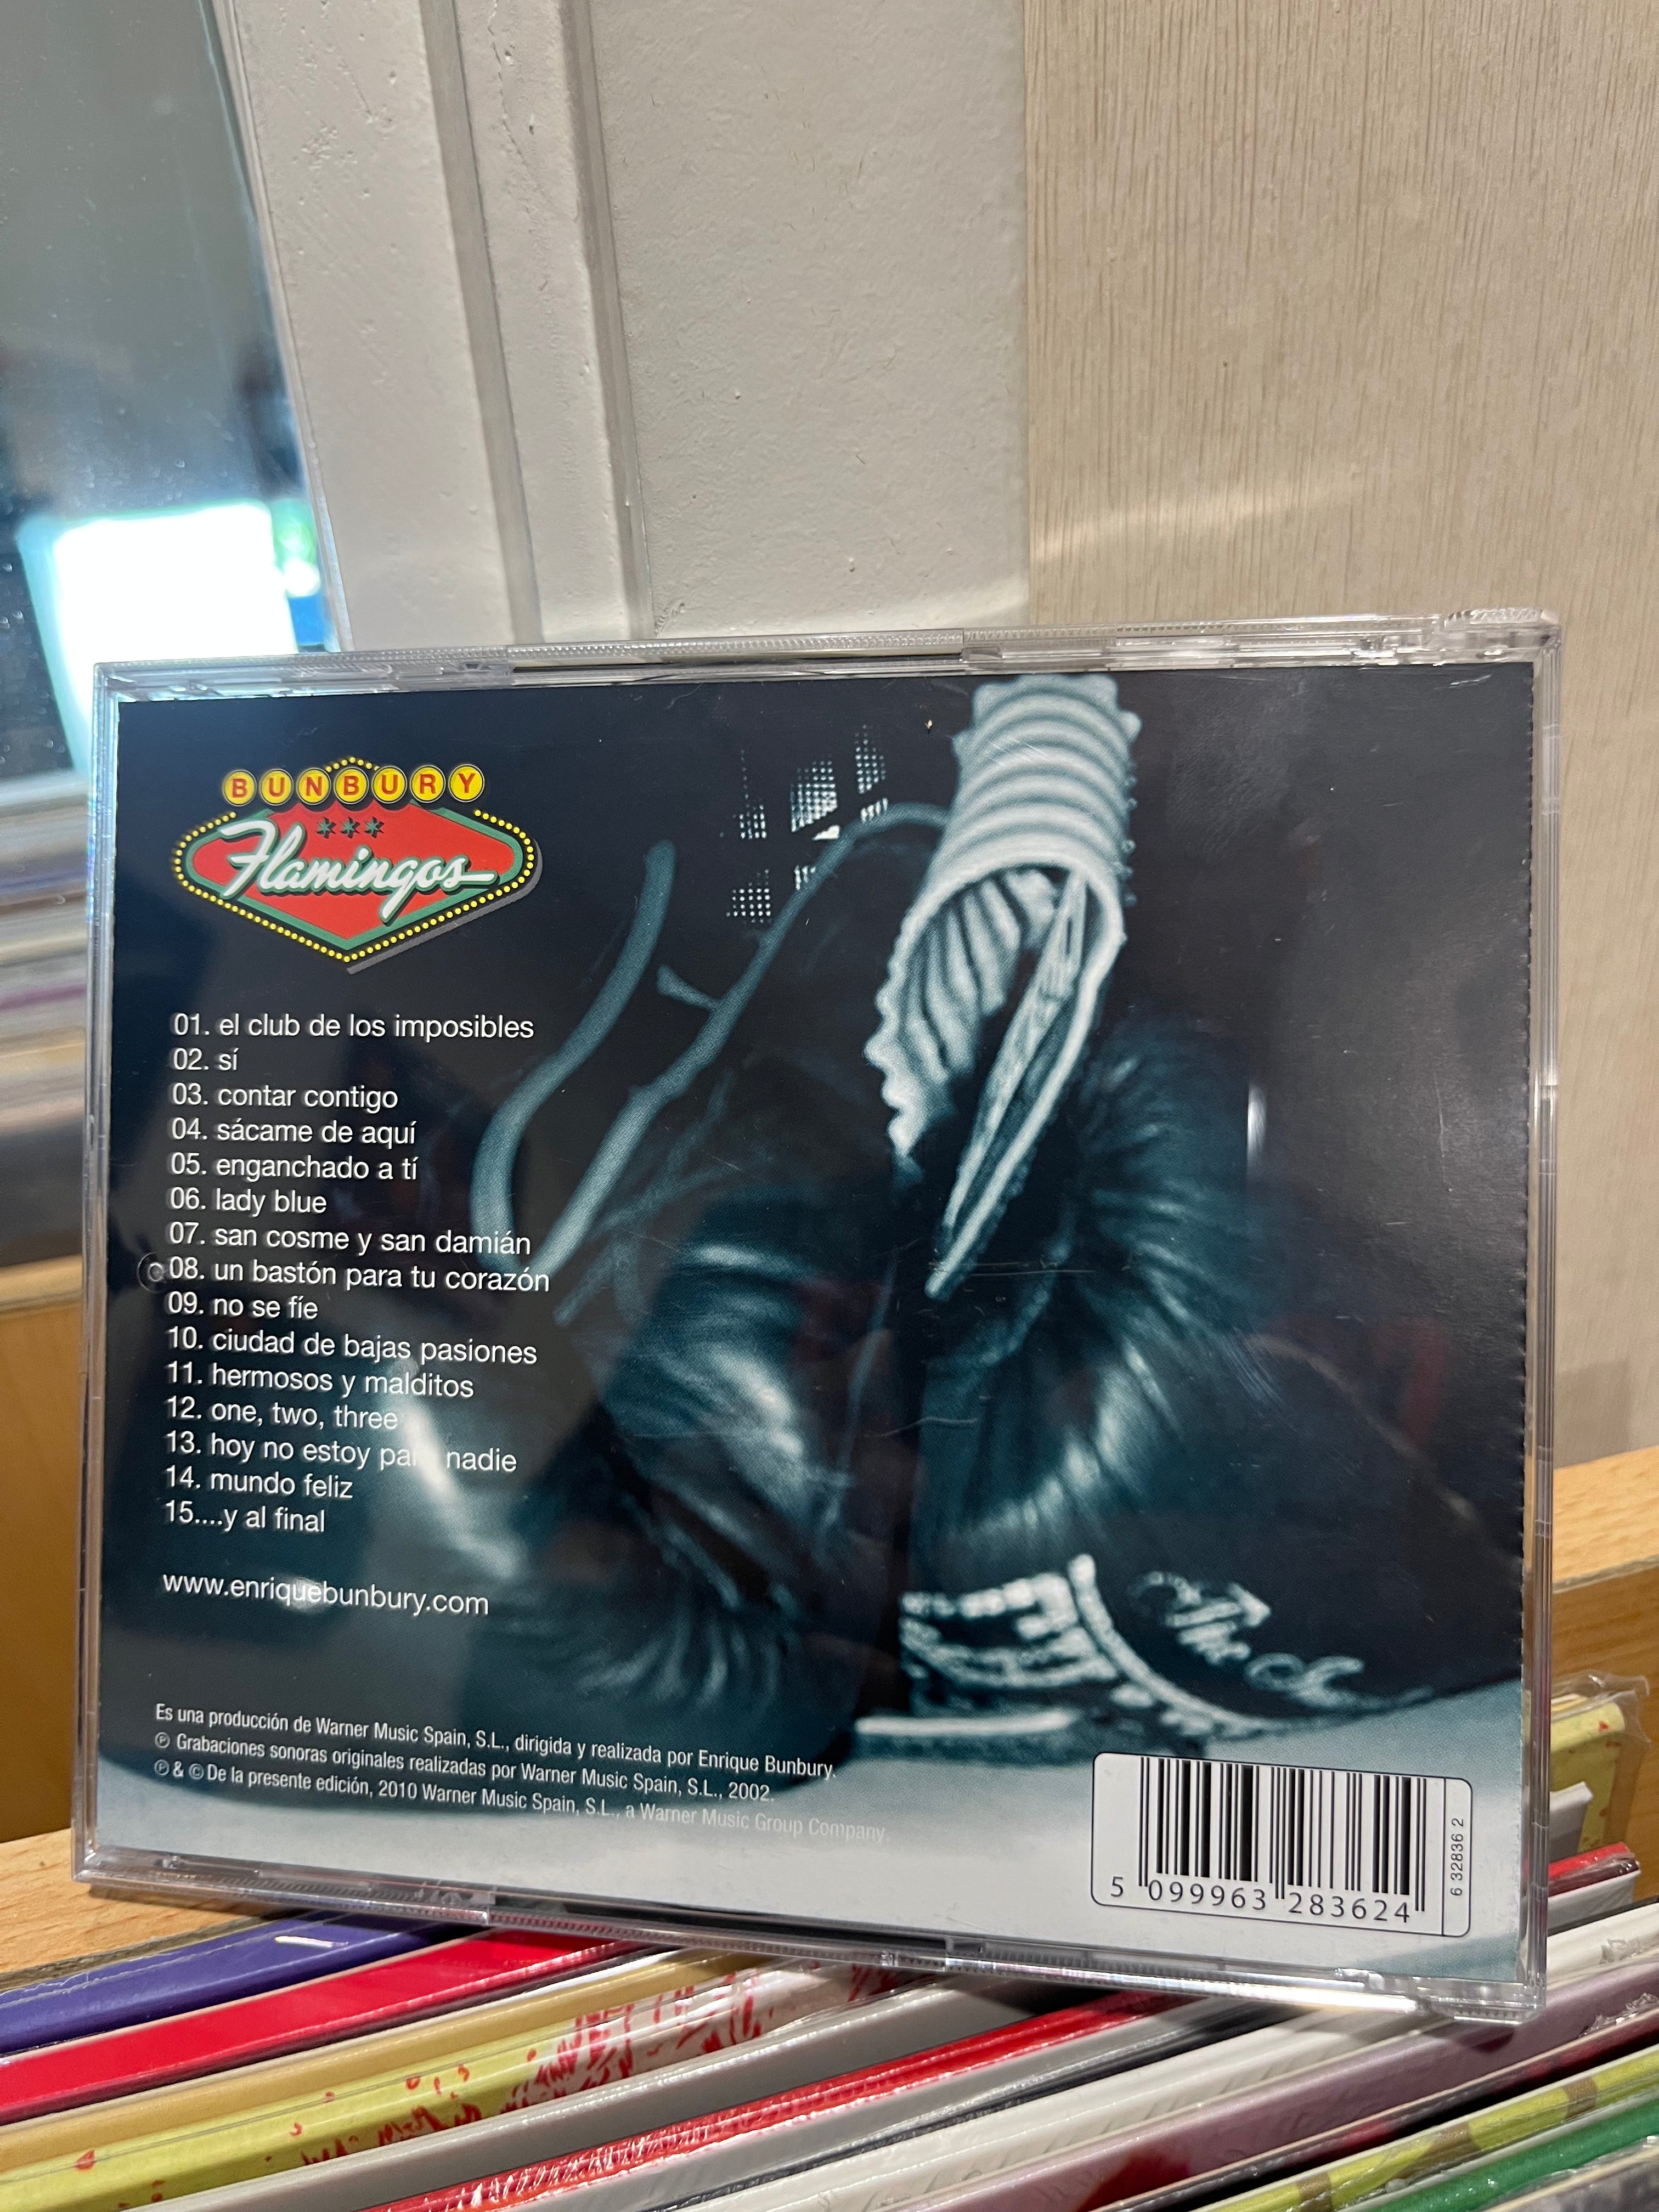 BUNBURY
Flamingos
01. el club de los imposibles
02. sí
03. contar contigo
04. sácame de aquí
05. enganchado a tí
06. lady blue
07. san cosme y san damián
08. un bastón para tu corazón
09. no se fíe
10. ciudad de bajas pasiones
11. hermosos y malditos
12. one, two, three
13. hoy no estoy para nadie
14. mundo feliz
15....y al final
www.enriquebunbury.com
Es una producción de Warner Music Spain, S.L., dirigida y realizada por Enrique Bunbury.
℗ Grabaciones sonoras originales realizadas por Warner Music Spain, S.L., 2002.
℗ & © De la presente edición, 2010 Warner Music Spain, S.L., a Warner Music Group Company.
The
5 099963 283624
6 32836 2